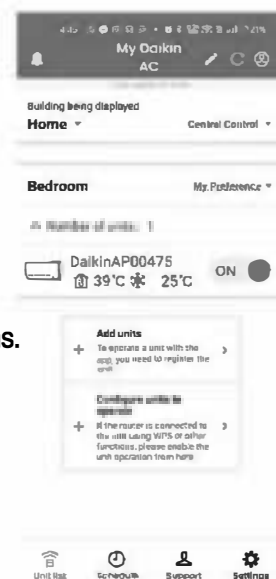 My Daikin
AC
Building being displayed
Home
Central Control
Bedroom
My Preference
Number of units: 1
DaikinAP00475
39°C 25°C
ON
ns.
Add units
To operate a unit with the
app, you need to register the
unit
Configure units to
operate
If the router is connected to
the unit using WPS or other
functions, please enable the
unit operation from here
Unit list
Schedule
Support
Settings